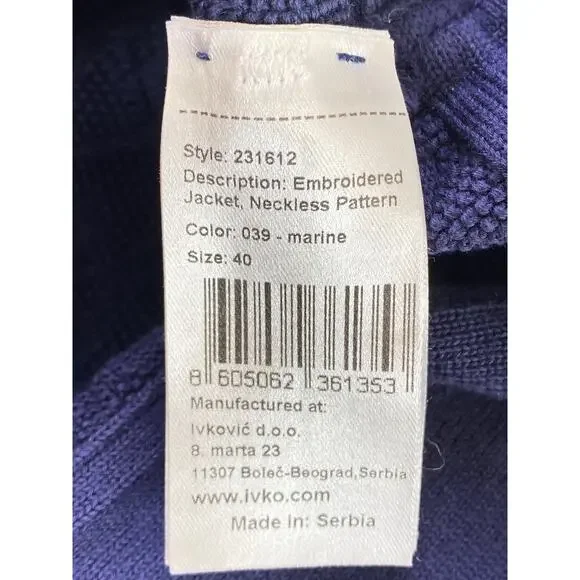 Style: 231612
Description: Embroidered
Jacket, Neckless Pattern
Color: 039 - marine
Size: 40
8 605062 361353
Manufactured at:
Ivković d.o.o.
8. marta 23
11307 Boleč-Beograd,Serbia
www.ivko.com
Made in: Serbia